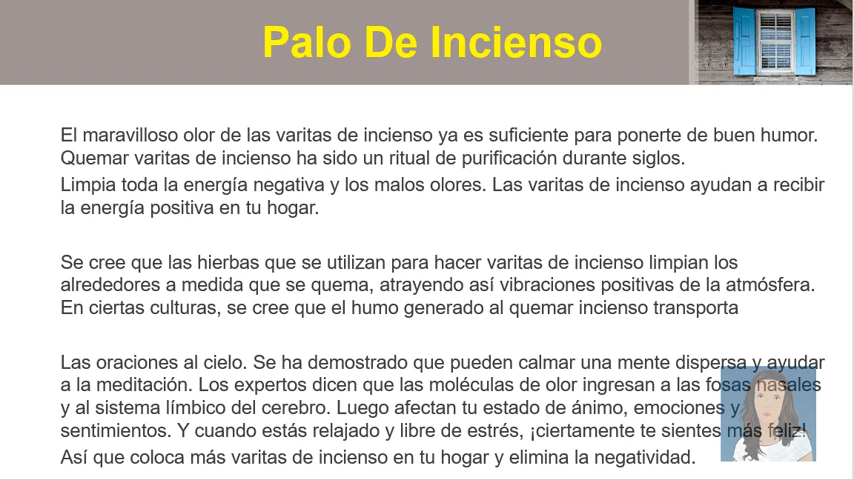 Palo De Incienso
El maravilloso olor de las varitas de incienso ya es suficiente para ponerte de buen humor.
Quemar varitas de incienso ha sido un ritual de purificación durante siglos.
Limpia toda la energía negativa y los malos olores. Las varitas de incienso ayudan a recibir
la energía positiva en tu hogar.
Se cree que las hierbas que se utilizan para hacer varitas de incienso limpian los
alrededores a medida que se quema, atrayendo así vibraciones positivas de la atmósfera.
En ciertas culturas, se cree que el humo generado al quemar incienso transporta
Las oraciones al cielo. Se ha demostrado que pueden calmar una mente dispersa y ayudar
a la meditación. Los expertos dicen que las moléculas de olor ingresan a las fosas nasales
y al sistema límbico del cerebro. Luego afectan tu estado de ánimo, emociones y
sentimientos. Y cuando estás relajado y libre de estrés, ¡ciertamente te sientes más feliz!
Así que coloca más varitas de incienso en tu hogar y elimina la negatividad.